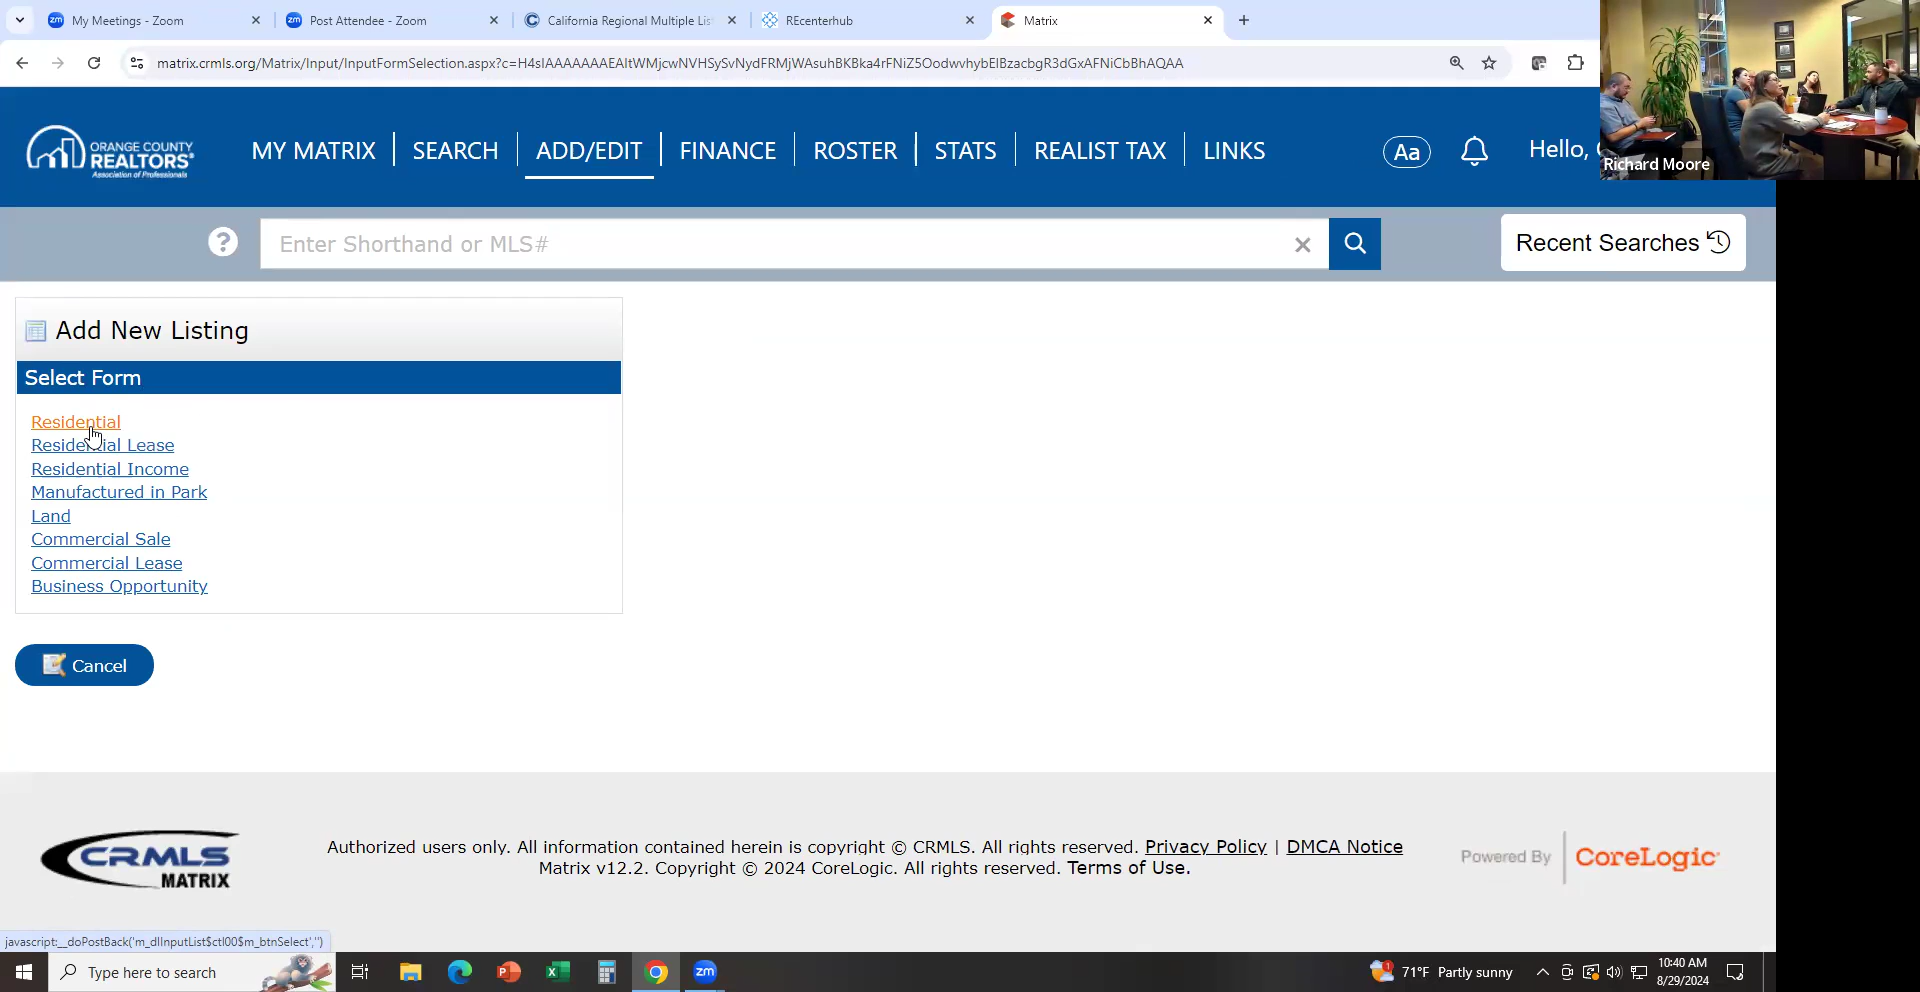 My Meetings - Zoom
Post Attendee - Zoom
California Regional Multiple Lis
REcenterhub
Matrix
matrix.crmls.org/Matrix/Input/InputFormSelection.aspx?c=H4sIAAAAAAAEAItWMjcwNVHSySvNydFRMjWAsuhBKBka4rFNiZ5OodwvhybEIBzacbgR3dGxAFNiCbBhAQAA
ORANGE COUNTY
REALTORS®
Association of Professionals
MY MATRIX
SEARCH
ADD/EDIT
FINANCE
ROSTER
STATS
REALIST TAX
LINKS
Aa
Hello,
Richard Moore
?
Enter Shorthand or MLS#
Recent Searches
Add New Listing
Select Form
Residential
Residential Lease
Residential Income
Manufactured in Park
Land
Commercial Sale
Commercial Lease
Business Opportunity
Cancel
CRMLS
MATRIX
Authorized users only. All information contained herein is copyright © CRMLS. All rights reserved. Privacy Policy | DMCA Notice
Matrix v12.2. Copyright © 2024 CoreLogic. All rights reserved. Terms of Use.
Powered By
CoreLogic
javascript:__doPostBack('m_dlInputList$ctl00$m_btnSelect','')
Type here to search
zm
71°F Partly sunny
10:40 AM
8/29/2024